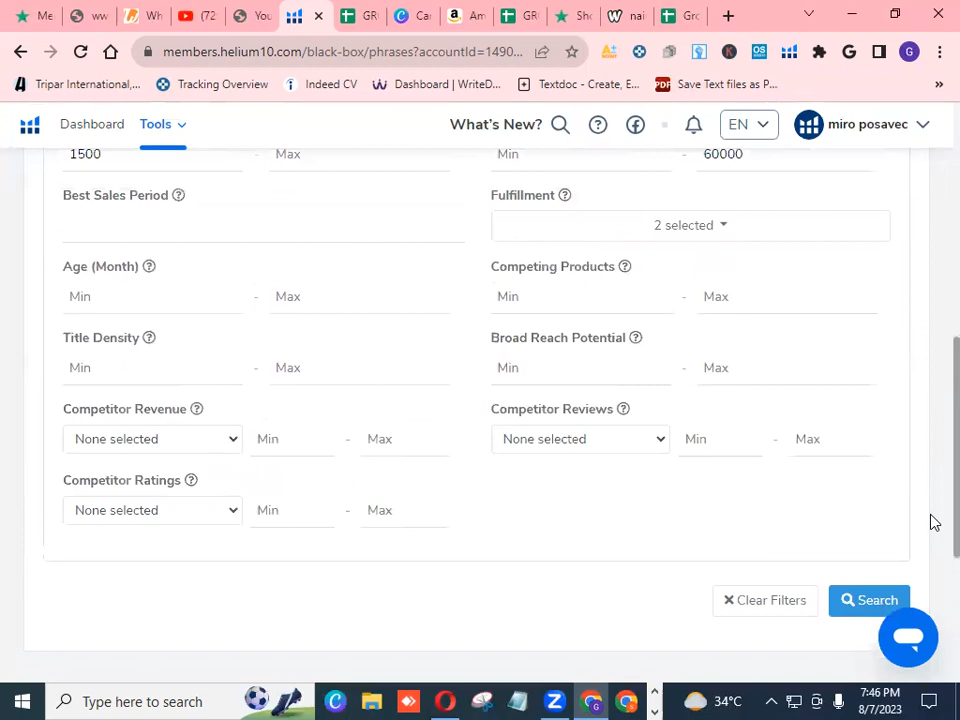 Me
ww
Wh
(72
You
GR
Ca
Am
GR
Sh
nai
Gro
members.helium10.com/black-box/phrases?accountId=1490...
Tripar International,...
Tracking Overview
Indeed CV
Dashboard | WriteD...
Textdoc - Create, E...
Save Text files as P...
»
Dashboard
Tools
What's New?
EN
miro posavec
1500 - Max
Min - 60000
Best Sales Period
Fulfillment
2 selected
Age (Month)
Competing Products
Min - Max
Min - Max
Title Density
Broad Reach Potential
Min - Max
Min - Max
Competitor Revenue
Competitor Reviews
None selected Min - Max
None selected Min - Max
Competitor Ratings
None selected Min - Max
Clear Filters
Search
Type here to search
34°C
7:46 PM
8/7/2023